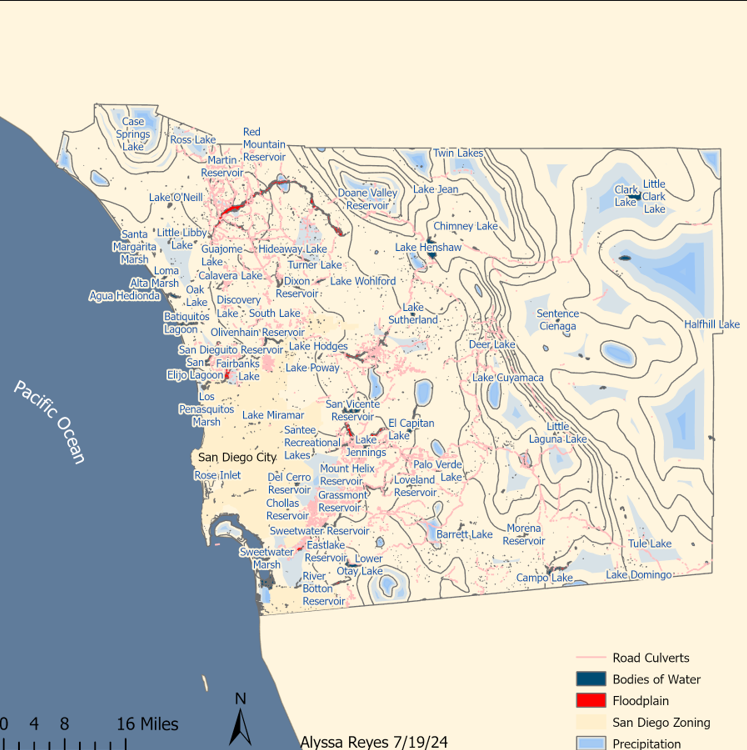 Case
Springs
Lake
Ross Lake
Red
Mountain
Reservoir
Martin
Reservoir
Twin Lakes
Lake Jean
Doane Valley
Reservoir
Clark
Lake
Little
Clark
Lake
Lake O'Neill
Chimney Lake
Santa
Margarita
Marsh
Little Libby
Lake
Guajome
Lake
Hideaway Lake
Lake Henshaw
Turner Lake
Loma
Alta Marsh
Calavera Lake
Dixon
Reservoir
Lake Wohlford
Agua Hedionda
Oak
Lake
Discovery
Lake
South Lake
Lake
Sutherland
Sentence
Cienaga
Halfhill Lake
Batiquitos
Lagoon
Olivenhain Reservoir
San Dieguito Reservoir
Lake Hodges
Deer Lake
San
Elijo Lagoon
Fairbanks
Lake
Lake Poway
Lake Cuyamaca
Los
Penasquitos
Marsh
Lake Miramar
San Vicente
Reservoir
El Capitan
Lake
Little
Laguna Lake
Santee
Recreational
Lakes
Lake
Jennings
San Diego City
Rose Inlet
Del Cerro
Reservoir
Mount Helix
Reservoir
Palo Verde
Lake
Loveland
Reservoir
Grassmont
Reservoir
Chollas
Reservoir
Sweetwater Reservoir
Barrett Lake
Morena
Reservoir
Tule Lake
Sweetwater
Marsh
Eastlake
Reservoir
Lower
Otay Lake
Campo Lake
Lake Domingo
River
Botton
Reservoir
Pacific Ocean
Road Culverts
Bodies of Water
Floodplain
San Diego Zoning
Precipitation
N
0 4 8 16 Miles
Alyssa Reyes 7/19/24